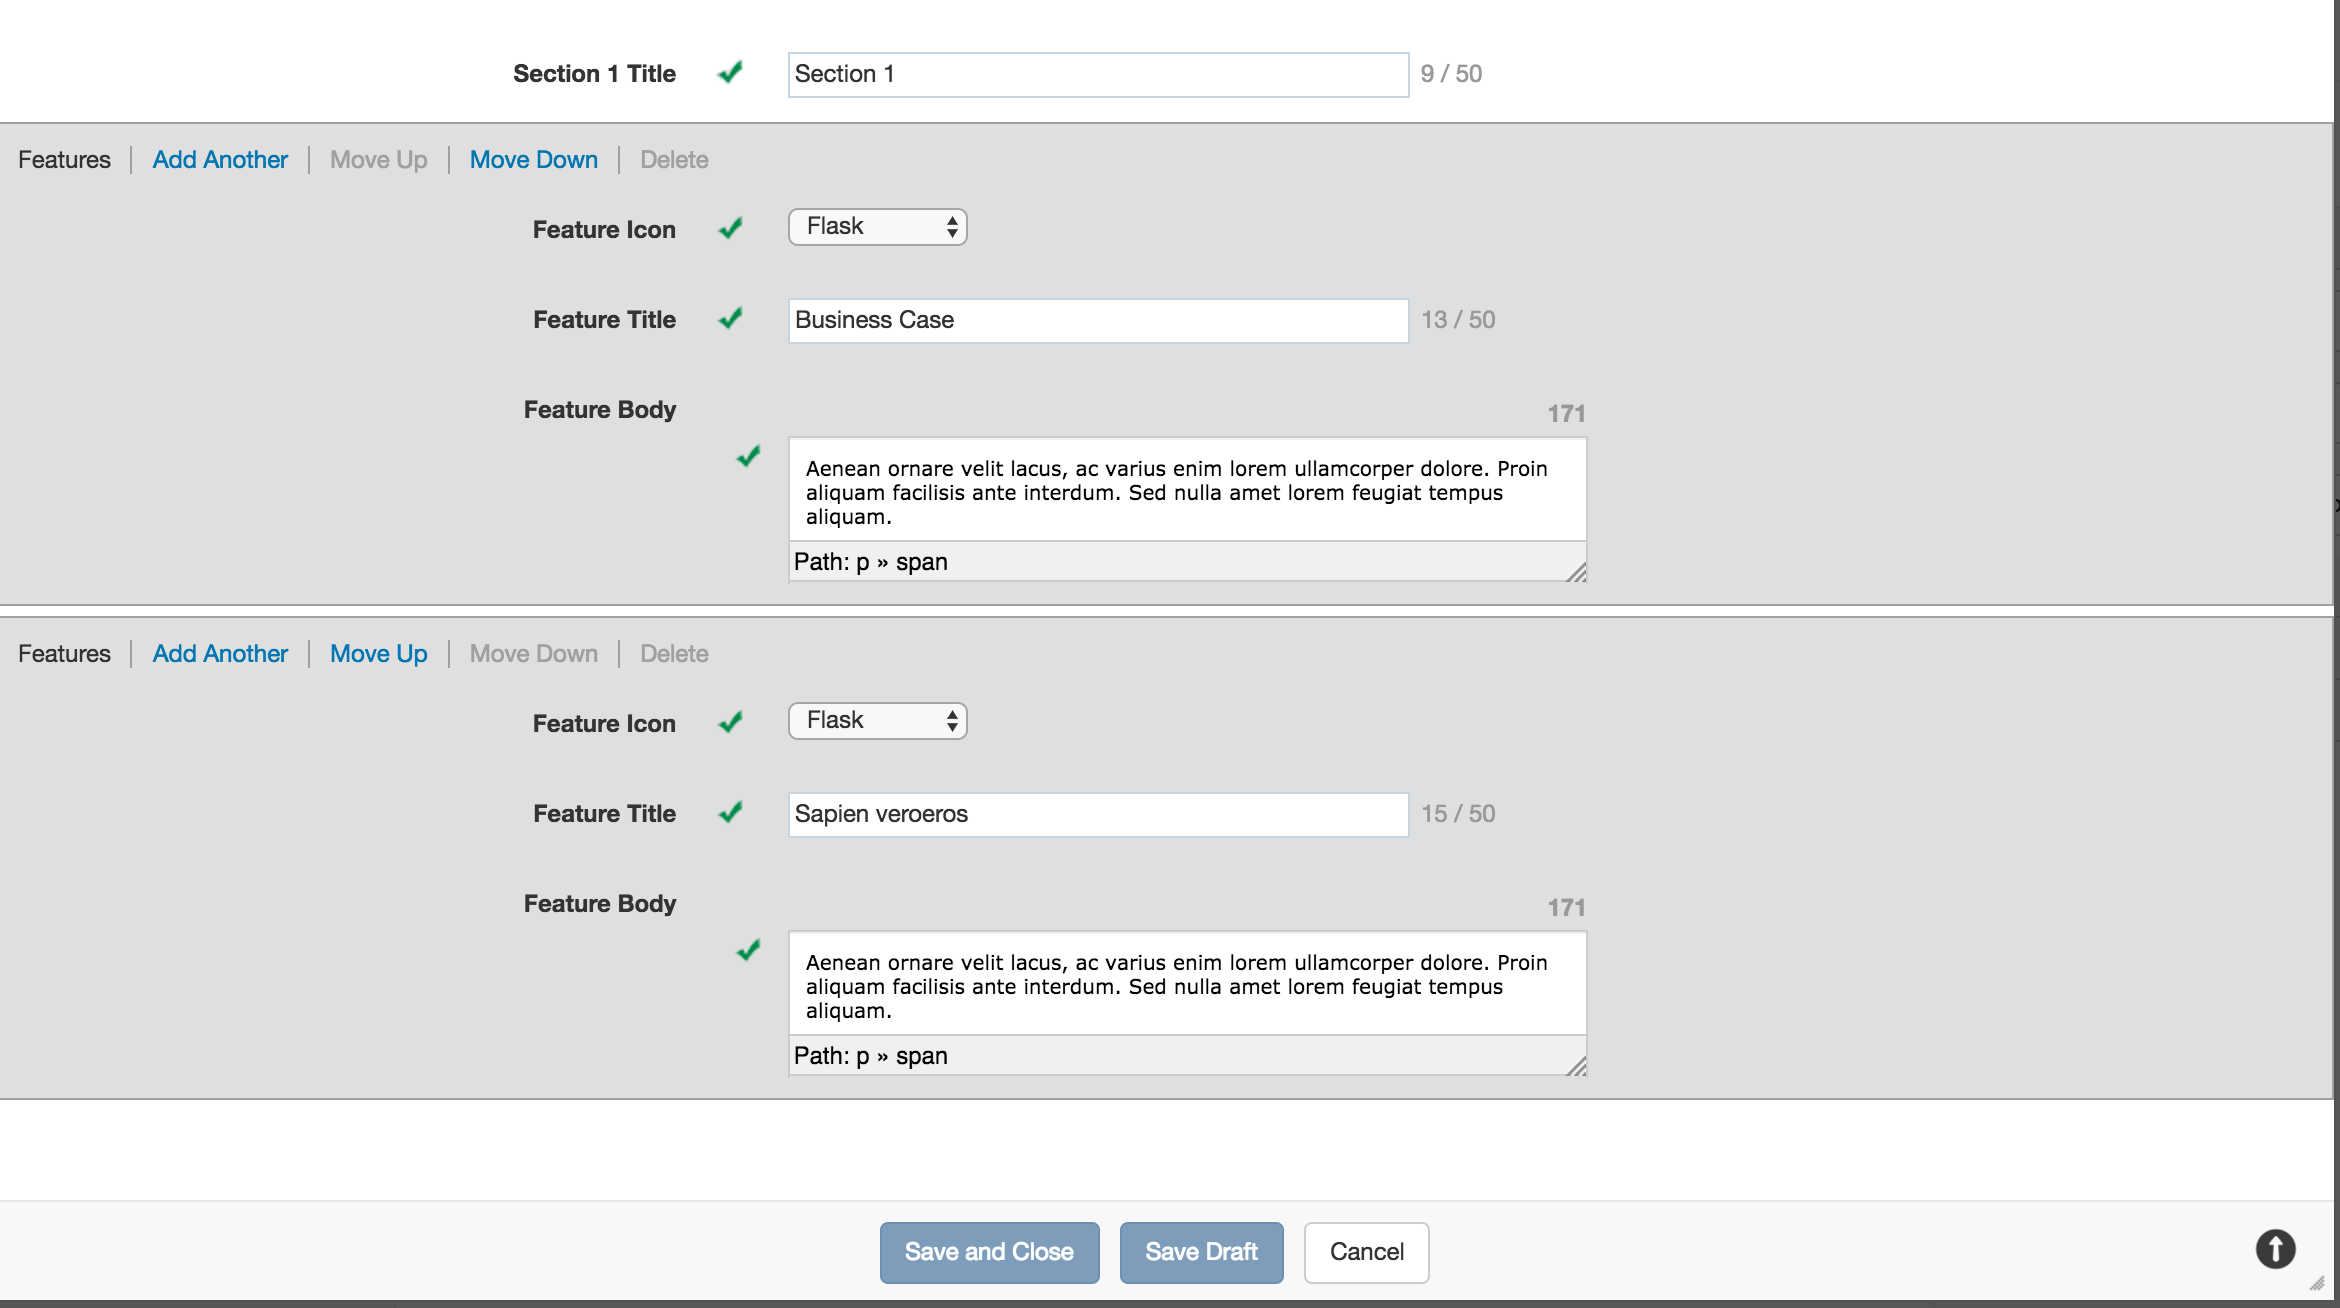 Section 1 Title Section 1 9 / 50
Features Add Another Move Up Move Down Delete
Feature Icon Flask
Feature Title Business Case 13 / 50
Feature Body 171
Aenean ornare velit lacus, ac varius enim lorem ullamcorper dolore. Proin
aliquam facilisis ante interdum. Sed nulla amet lorem feugiat tempus
aliquam.
Path: p » span
Features Add Another Move Up Move Down Delete
Feature Icon Flask
Feature Title Sapien veroeros 15 / 50
Feature Body 171
Aenean ornare velit lacus, ac varius enim lorem ullamcorper dolore. Proin
aliquam facilisis ante interdum. Sed nulla amet lorem feugiat tempus
aliquam.
Path: p » span
Save and Close Save Draft Cancel